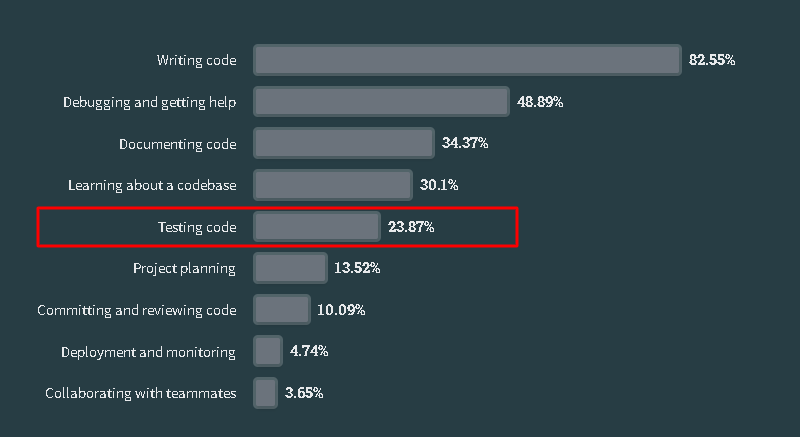 Writing code 82.55%
Debugging and getting help 48.89%
Documenting code 34.37%
Learning about a codebase 30.1%
Testing code 23.87%
Project planning 13.52%
Committing and reviewing code 10.09%
Deployment and monitoring 4.74%
Collaborating with teammates 3.65%